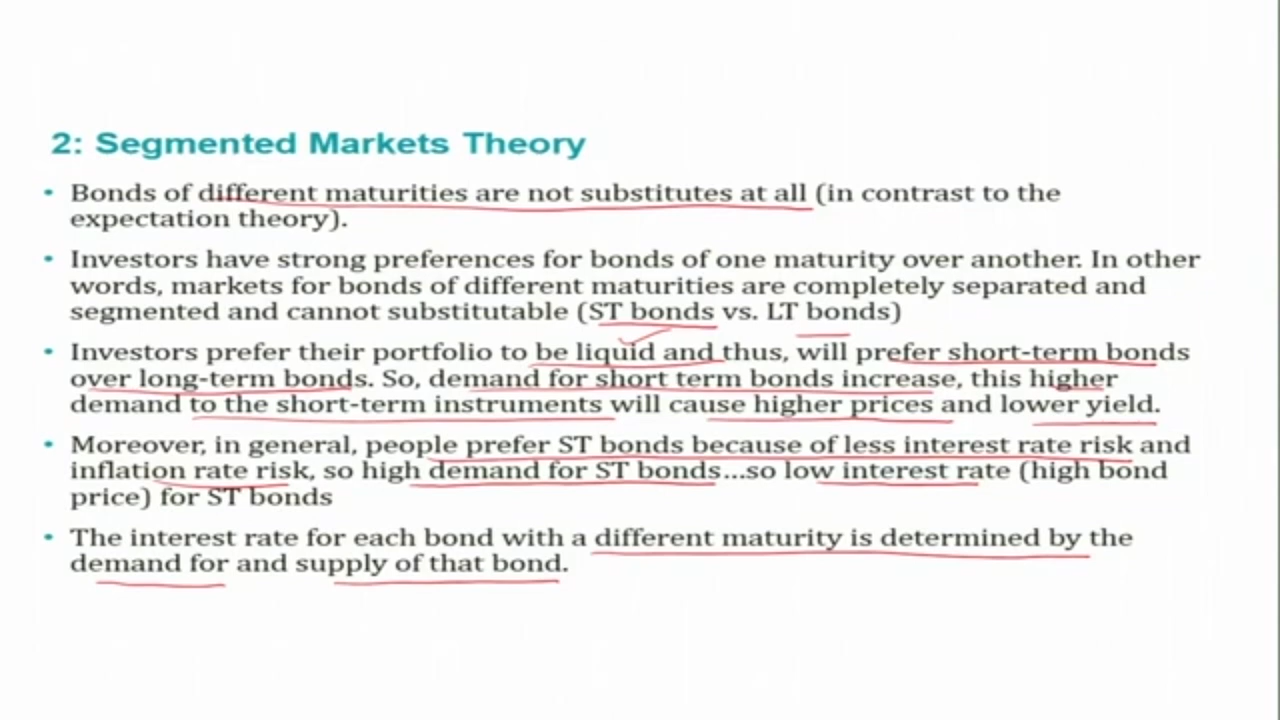 2: Segmented Markets Theory
• Bonds of different maturities are not substitutes at all (in contrast to the
expectation theory).
• Investors have strong preferences for bonds of one maturity over another. In other
words, markets for bonds of different maturities are completely separated and
segmented and cannot substitutable (ST bonds vs. LT bonds)
• Investors prefer their portfolio to be liquid and thus, will prefer short-term bonds
over long-term bonds. So, demand for short term bonds increase, this higher
demand to the short-term instruments will cause higher prices and lower yield.
• Moreover, in general, people prefer ST bonds because of less interest rate risk and
inflation rate risk, so high demand for ST bonds...so low interest rate (high bond
price) for ST bonds
• The interest rate for each bond with a different maturity is determined by the
demand for and supply of that bond.